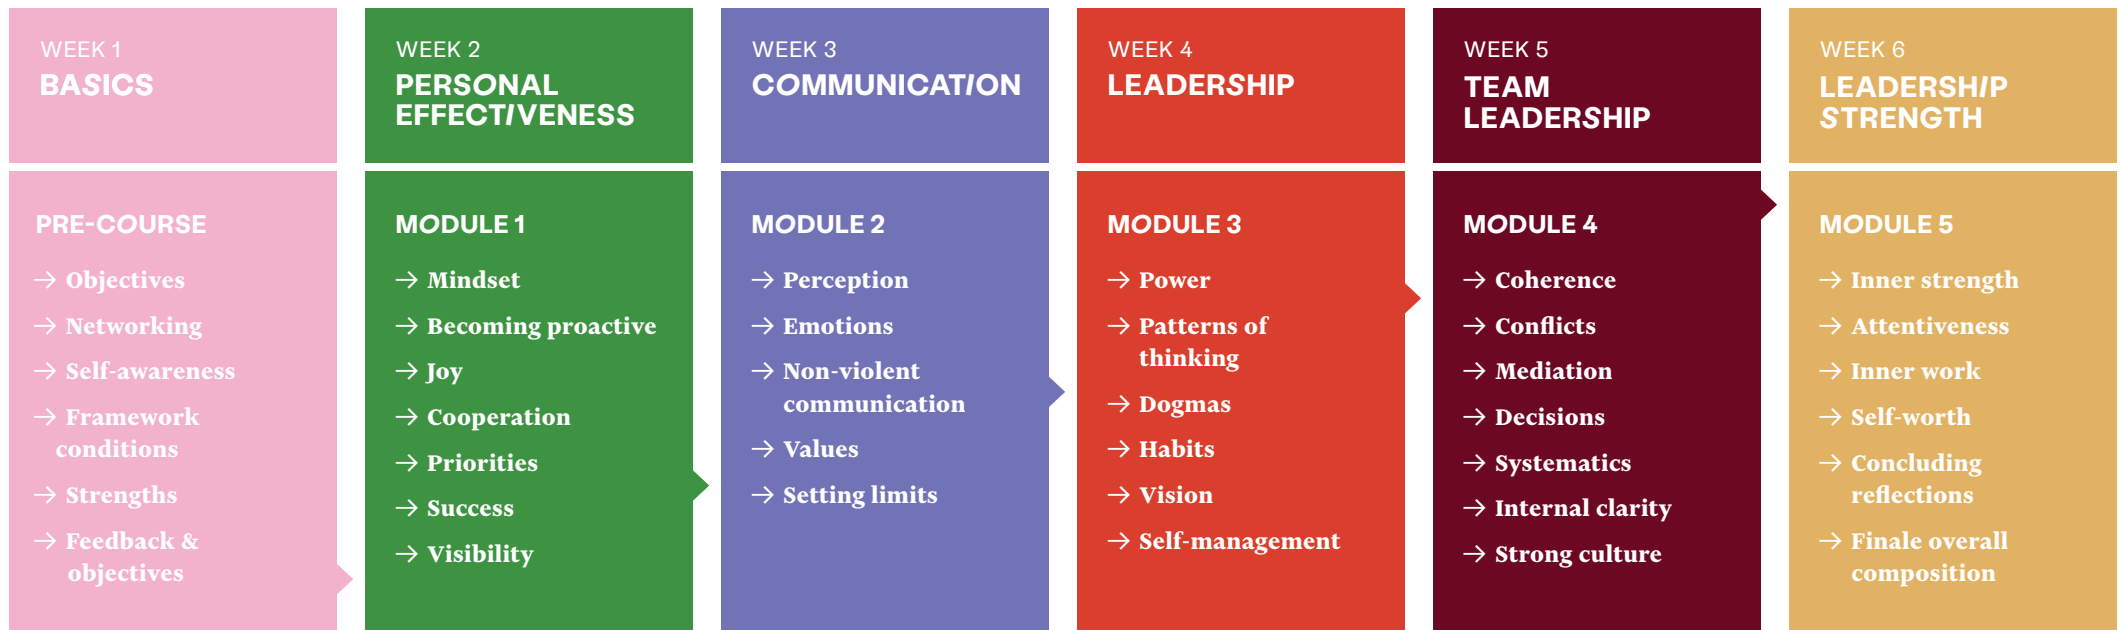 WEEK 1
BASICS
PRE-COURSE
→ Objectives
→ Networking
→ Self-awareness
→ Framework
conditions
→ Strengths
→ Feedback &
objectives
WEEK 2
PERSONAL
EFFECTIVENESS
MODULE 1
→ Mindset
→ Becoming proactive
→ Joy
→ Cooperation
→ Priorities
→ Success
→ Visibility
WEEK 3
COMMUNICATION
MODULE 2
→ Perception
→ Emotions
→ Non-violent
communication
→ Values
→ Setting limits
WEEK 4
LEADERSHIP
MODULE 3
→ Power
→ Patterns of
thinking
→ Dogmas
→ Habits
→ Vision
→ Self-management
WEEK 5
TEAM
LEADERSHIP
MODULE 4
→ Coherence
→ Conflicts
→ Mediation
→ Decisions
→ Systematics
→ Internal clarity
→ Strong culture
WEEK 6
LEADERSHIP
STRENGTH
MODULE 5
→ Inner strength
→ Attentiveness
→ Inner work
→ Self-worth
→ Concluding
reflections
→ Finale overall
composition